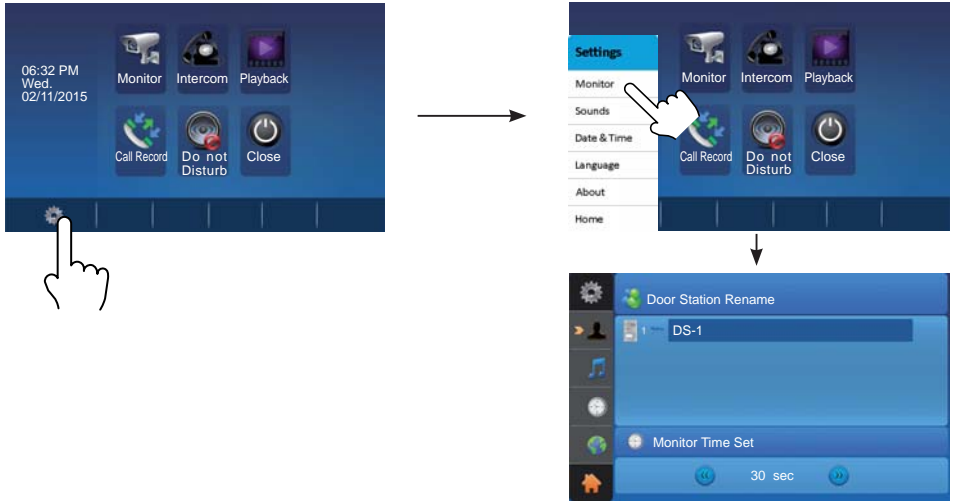 06:32 PM
Wed.
02/11/2015
Monitor
Intercom
Playback
Call Record
Do not
Disturb
Close
Settings
Monitor
Sounds
Date & Time
Language
About
Home
Monitor
Intercom
Playback
Call Record
Do not
Disturb
Close
Door Station Rename
1
DS-1
Monitor Time Set
30 sec